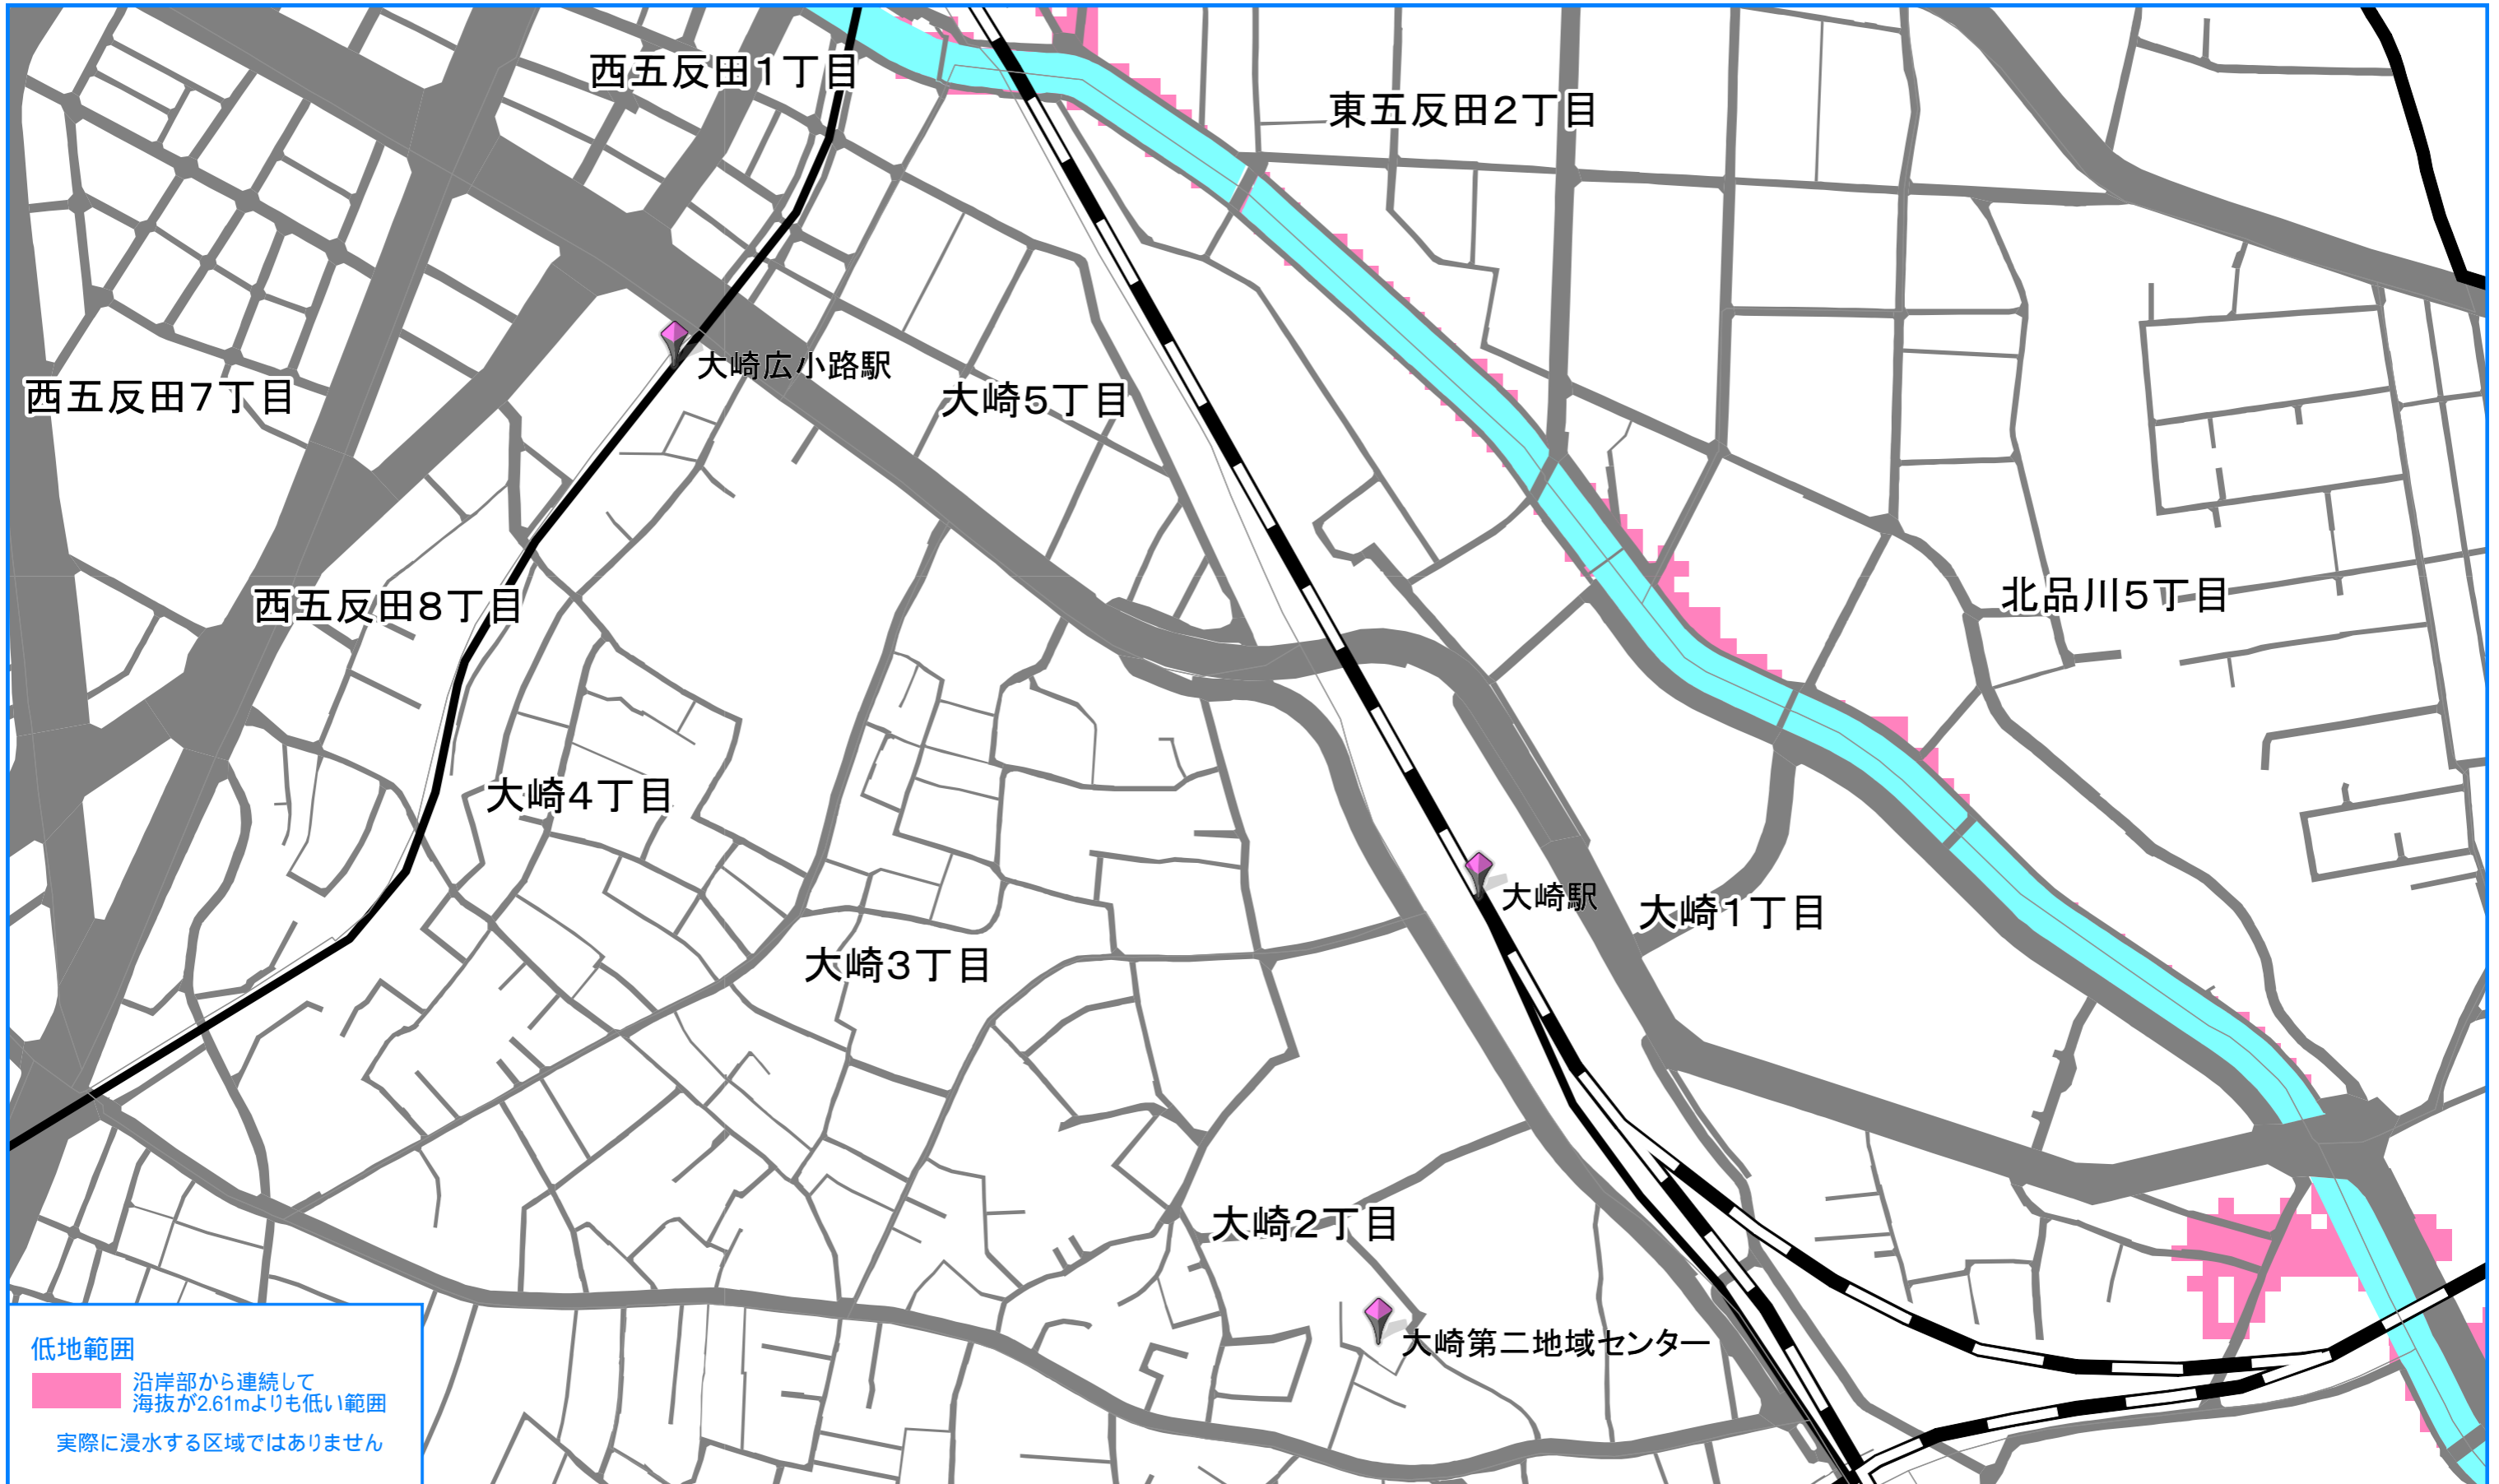 西五反田1丁目
東五反田2丁目
大崎広小路駅
西五反田7丁目
大崎5丁目
西五反田8丁目
北品川5丁目
大崎4丁目
大崎駅
大崎1丁目
大崎3丁目
大崎2丁目
大崎第二地域センター
低地範囲
沿岸部から連続して
海抜が2.61mよりも低い範囲
実際に浸水する区域ではありません